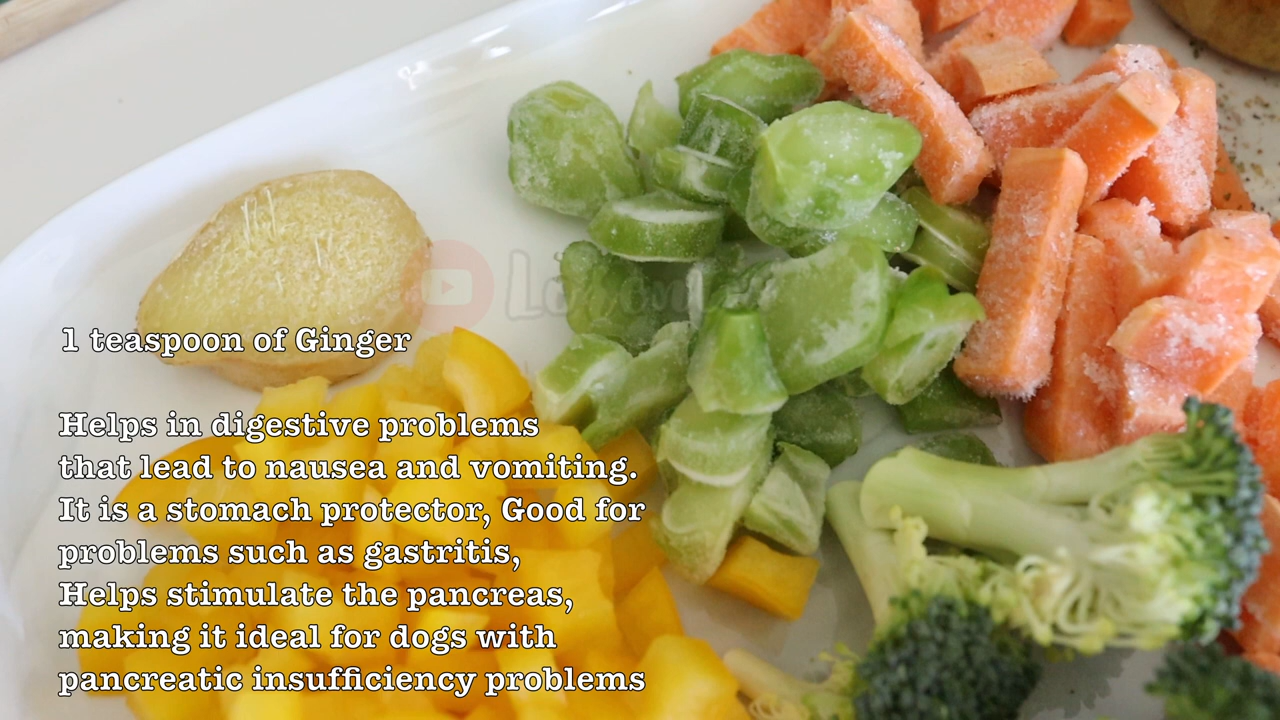 1 teaspoon of Ginger
Helps in digestive problems
that lead to nausea and vomiting.
It is a stomach protector, Good for
problems such as gastritis,
Helps stimulate the pancreas,
making it ideal for dogs with
pancreatic insufficiency problems